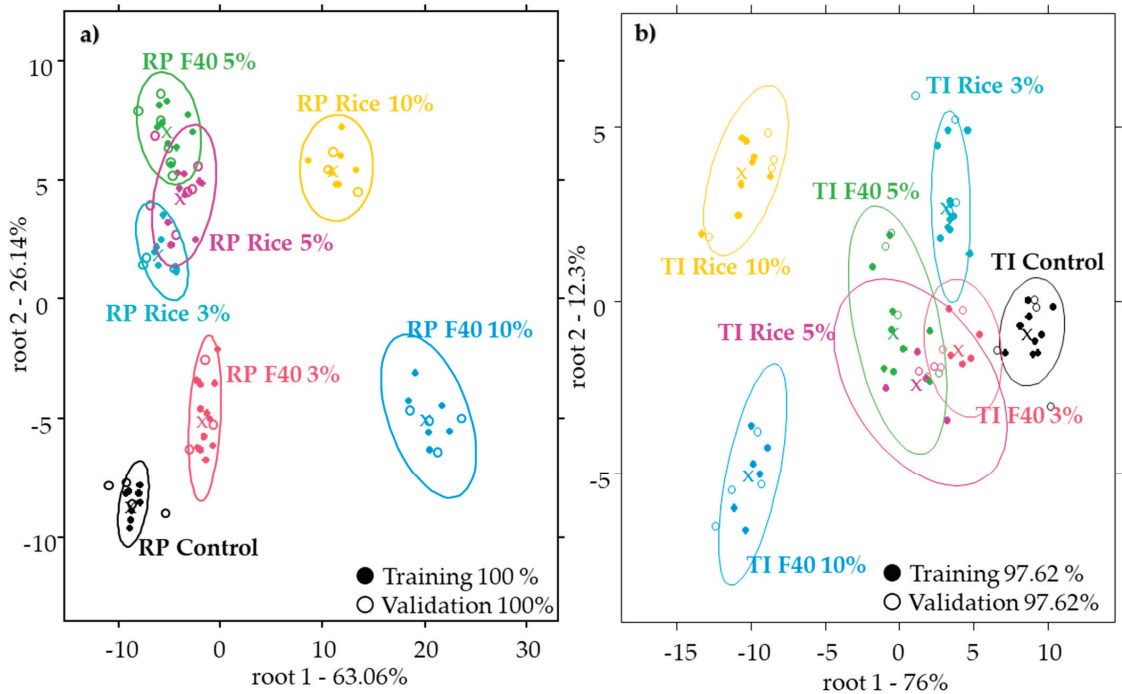 a)
RP F40 5%
RP Rice 10%
RP Rice 5%
RP Rice 3%
RP F40 10%
RP F40 3%
RP Control
Training 100 %
Validation 100%
10
5
0
-5
-10
root 2 - 26.14%
-10
0
10
20
30
root 1 - 63.06%
b)
TI Rice 3%
TI F40 5%
TI Rice 10%
TI Control
TI Rice 5%
TI F40 3%
TI F40 10%
Training 97.62 %
Validation 97.62%
5
0
-5
root 2 - 12.3%
-15
-10
-5
0
5
10
root 1 - 76%